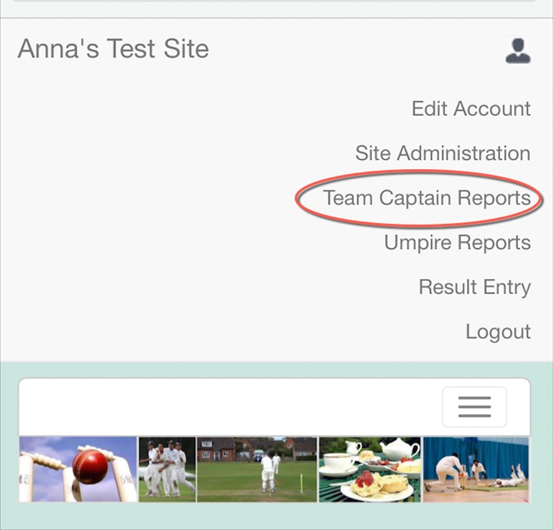 Anna's Test Site
Edit Account
Site Administration
Team Captain Reports
Umpire Reports
Result Entry
Logout